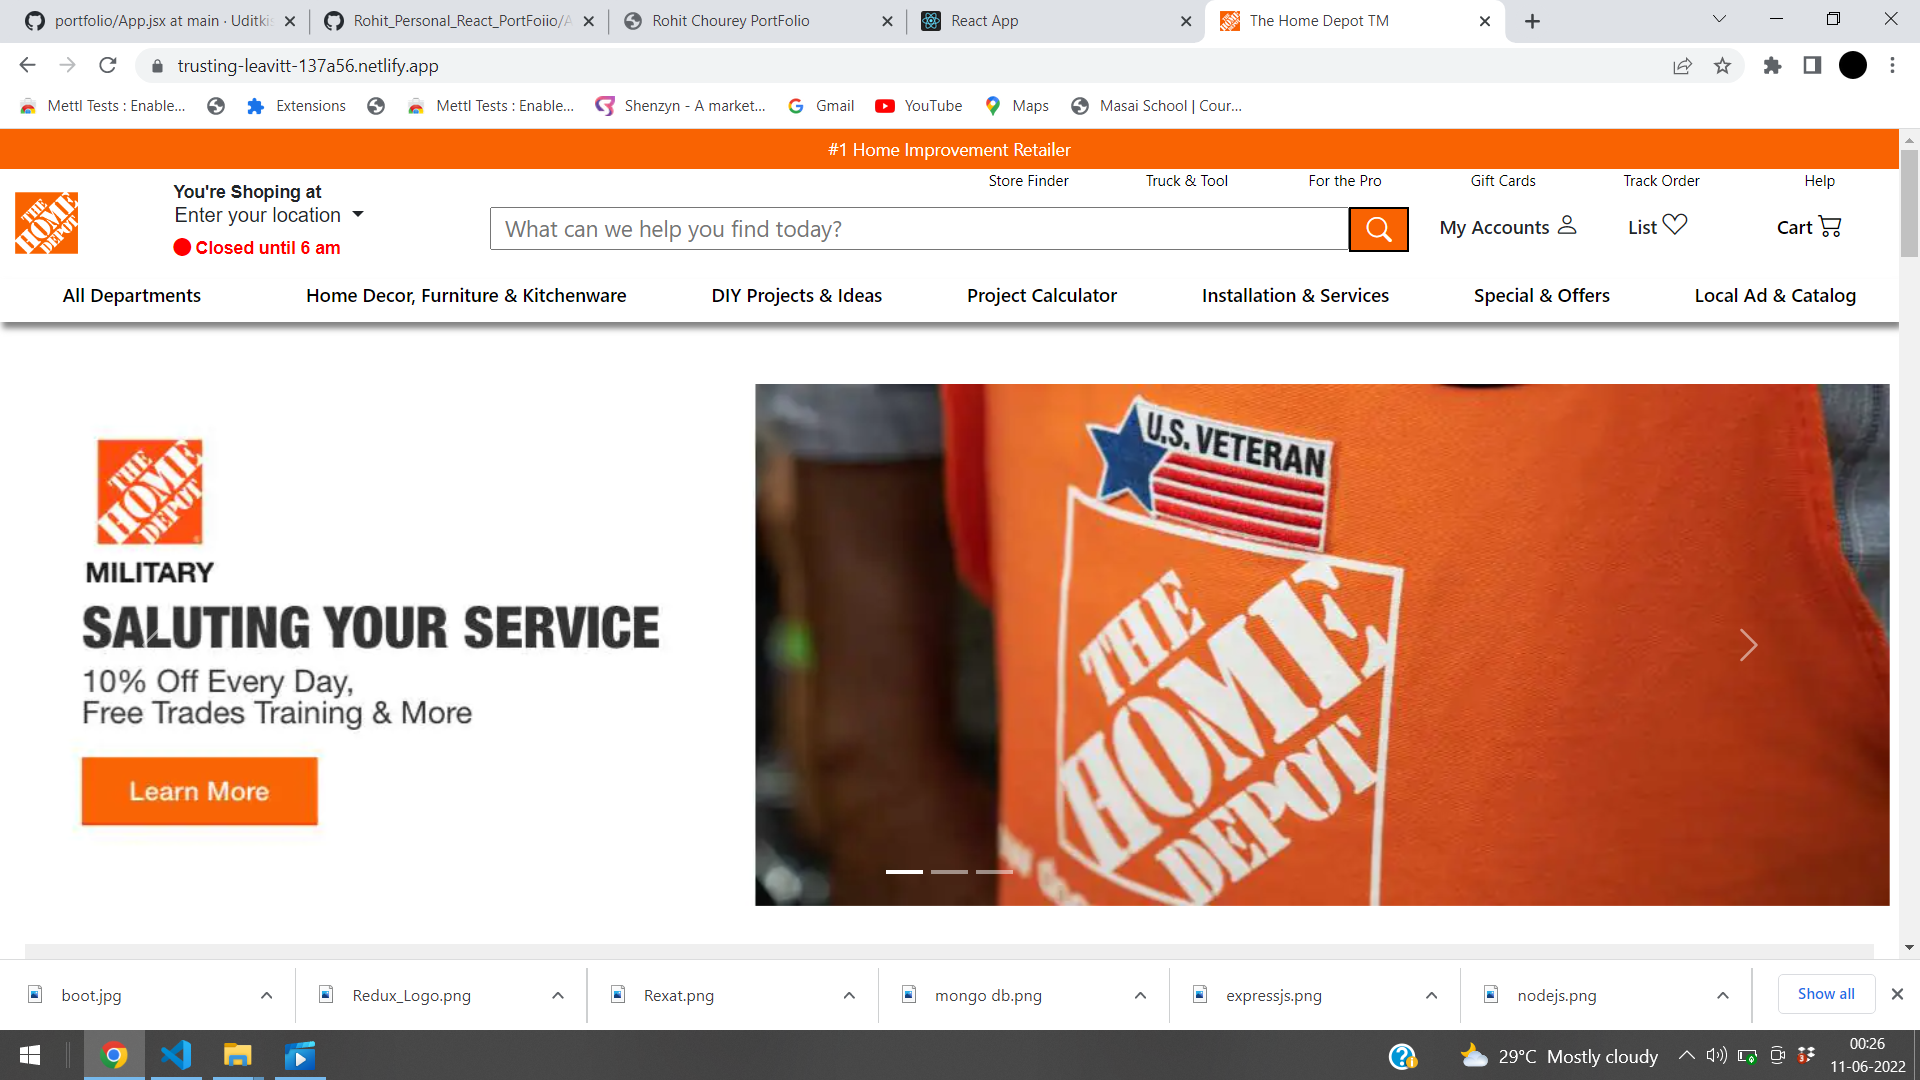 portfolio/App.jsx at main · Uditkis
Rohit_Personal_React_PortFoiio/A
Rohit Chourey PortFolio
React App
The Home Depot TM
trusting-leavitt-137a56.netlify.app
Mettl Tests : Enable...
Extensions
Mettl Tests : Enable...
Shenzyn - A market...
Gmail
YouTube
Maps
Masai School | Cour...
#1 Home Improvement Retailer
Store Finder
Truck & Tool
For the Pro
Gift Cards
Track Order
Help
THE HOME DEPOT
You're Shoping at
Enter your location
Closed until 6 am
What can we help you find today?
My Accounts
List
Cart
All Departments
Home Decor, Furniture & Kitchenware
DIY Projects & Ideas
Project Calculator
Installation & Services
Special & Offers
Local Ad & Catalog
THE
HOME
DEPOT
MILITARY
SALUTING YOUR SERVICE
10% Off Every Day,
Free Trades Training & More
Learn More
U.S. VETERAN
THE
HOME
DEPOT
boot.jpg
Redux_Logo.png
Rexat.png
mongo db.png
expressjs.png
nodejs.png
Show all
29°C Mostly cloudy
3
00:26
11-06-2022